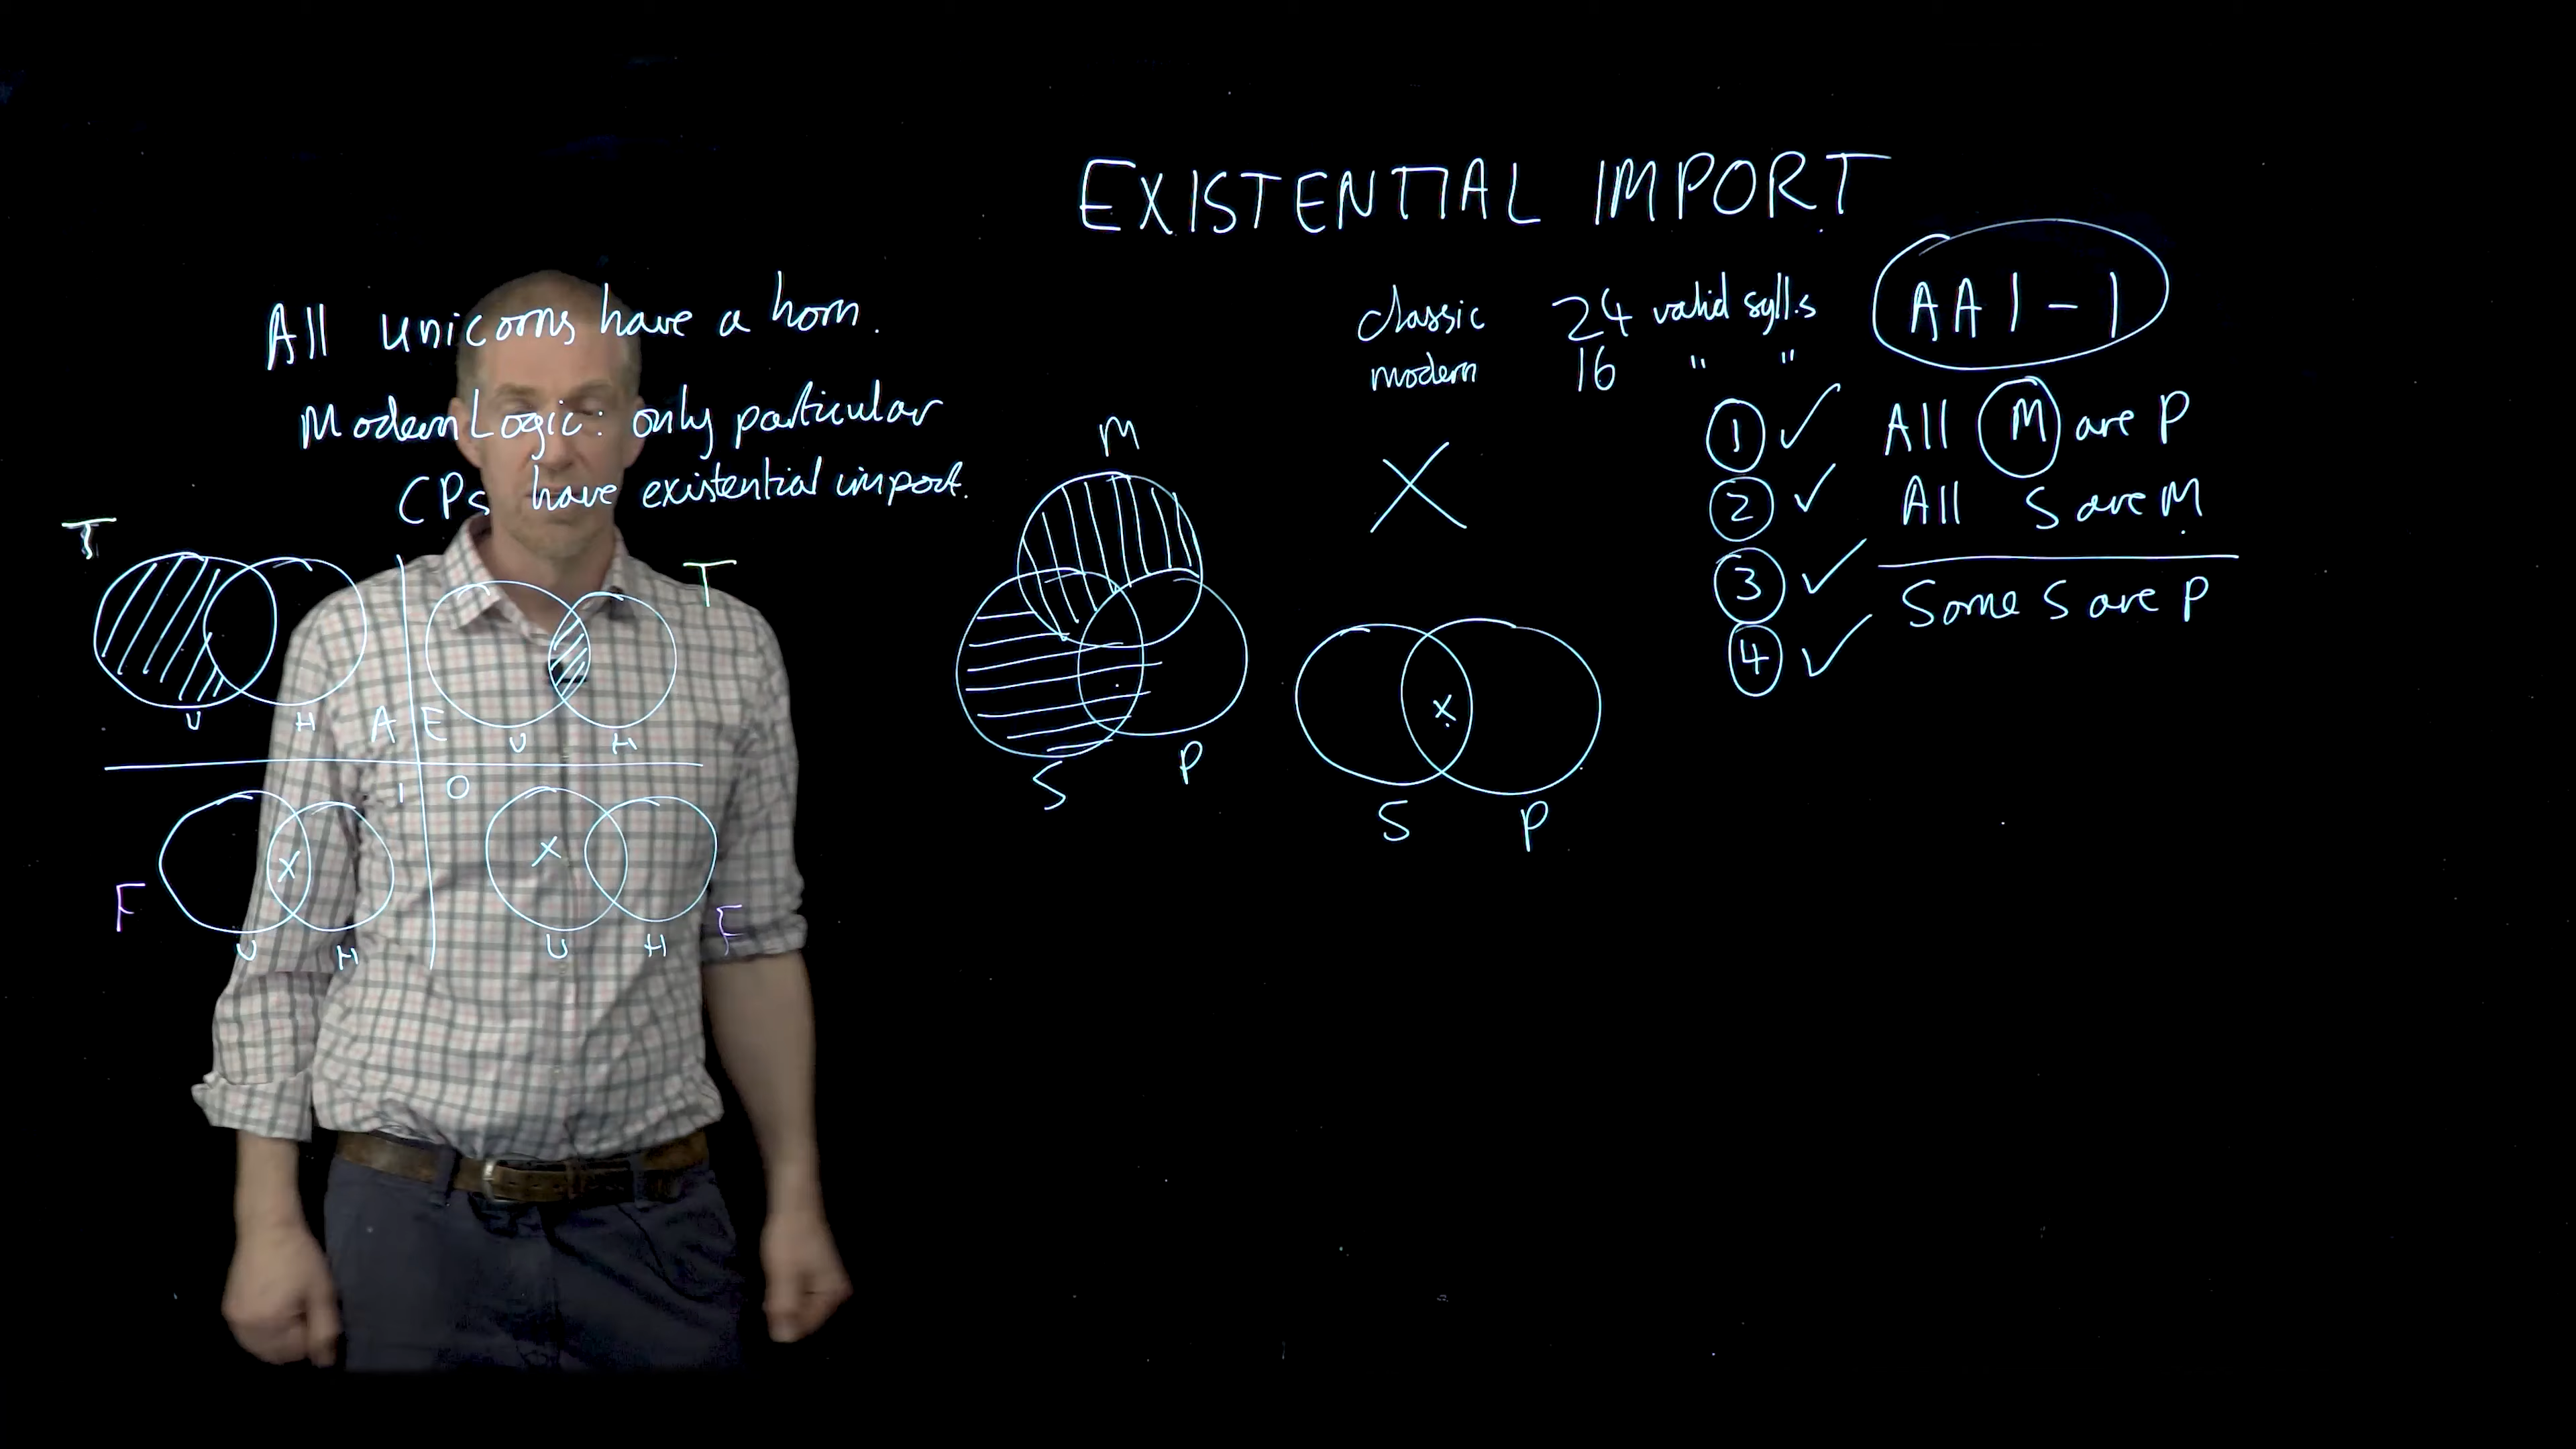 EXISTENTIAL IMPORT
All unicorns have a horn.
Modern Logic: only particular
CPs have existential import.
T
T
U H A E U H
I O
F
F
U H U H
classic 24 valid syll.s
modern 16 " "
AAI-1
M
X
S P
x
S P
1 ✓ All M are P
2 ✓ All S are M
3 ✓
4 ✓ Some S are P
X
X